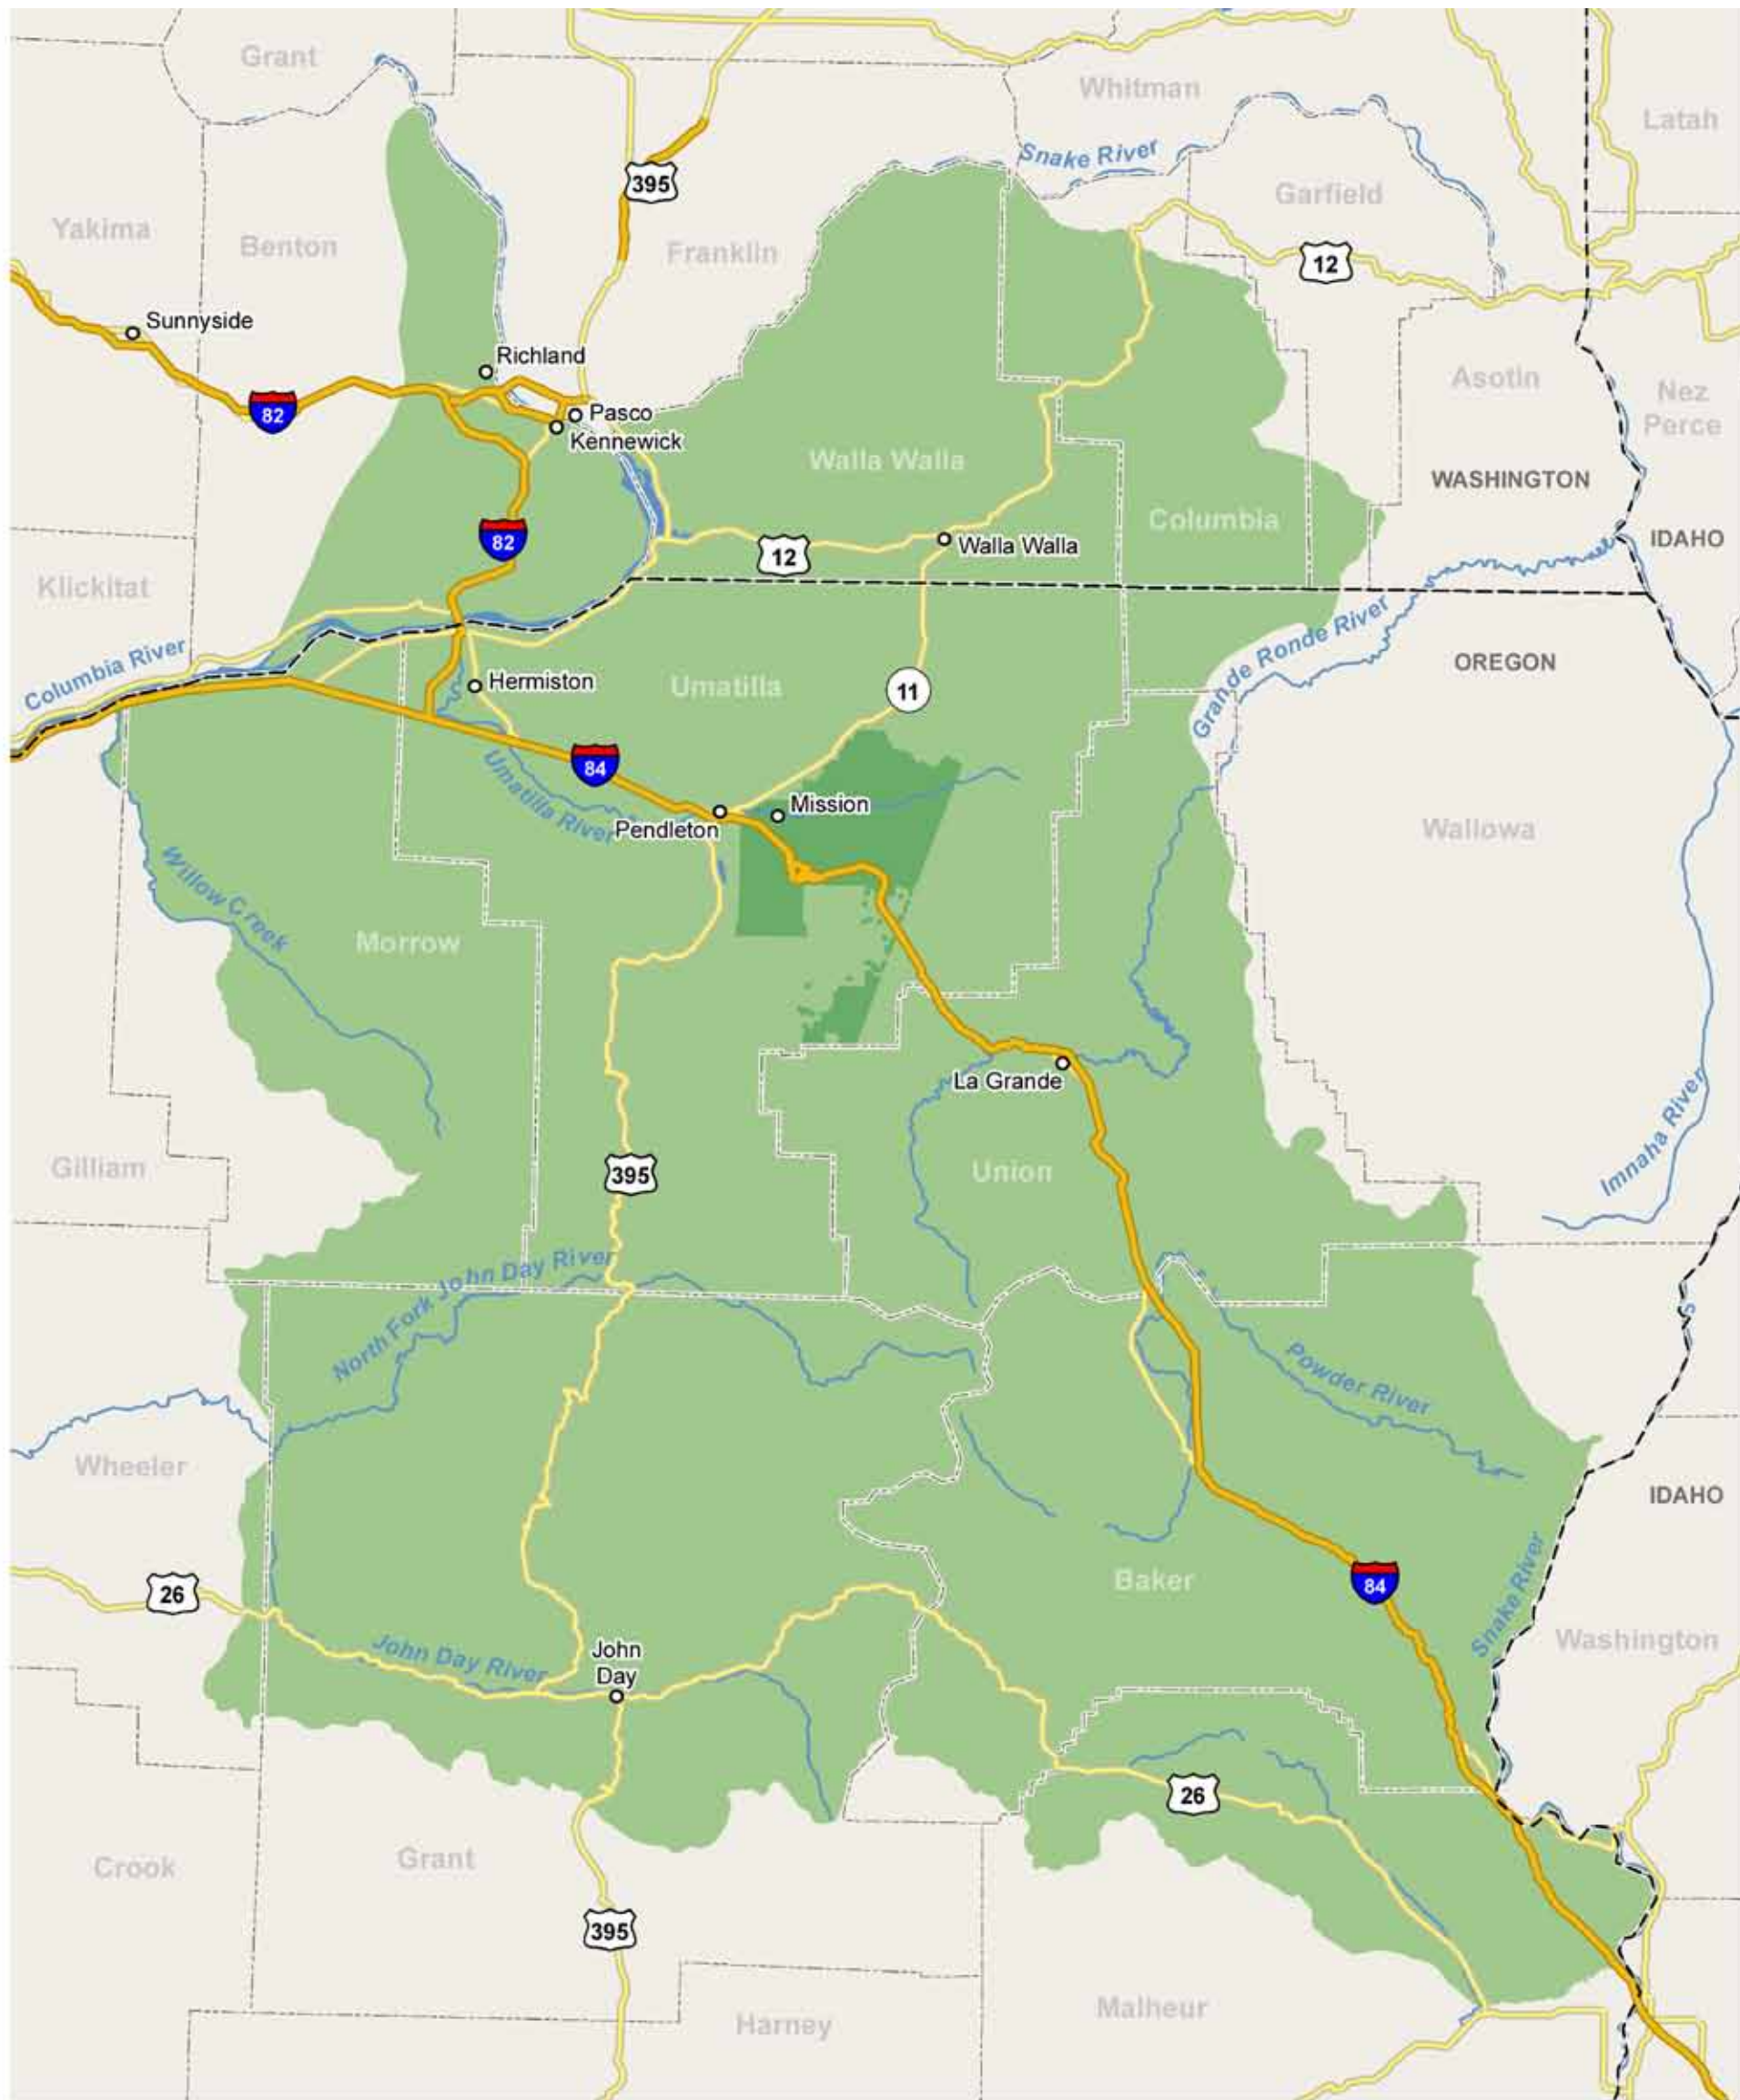 Grant
Whitman
Latah
Snake River
395
Garfield
Yakima
Benton
Franklin
12
Sunnyside
Richland
Asotin
Nez
Perce
82
Pasco
Kennewick
Walla Walla
WASHINGTON
Columbia
82
12
Walla Walla
IDAHO
Klickitat
Columbia River
Grande Ronde River
OREGON
Hermiston
Umatilla
11
84
Umatilla River
Mission
Pendleton
Wallowa
Willow Creek
Morrow
La Grande
Imnaha River
Gilliam
395
Union
North Fork John Day River
Powder River
Wheeler
IDAHO
26
Baker
84
Snake River
Washington
John Day River
John
Day
26
Crook
Grant
395
Harney
Malheur